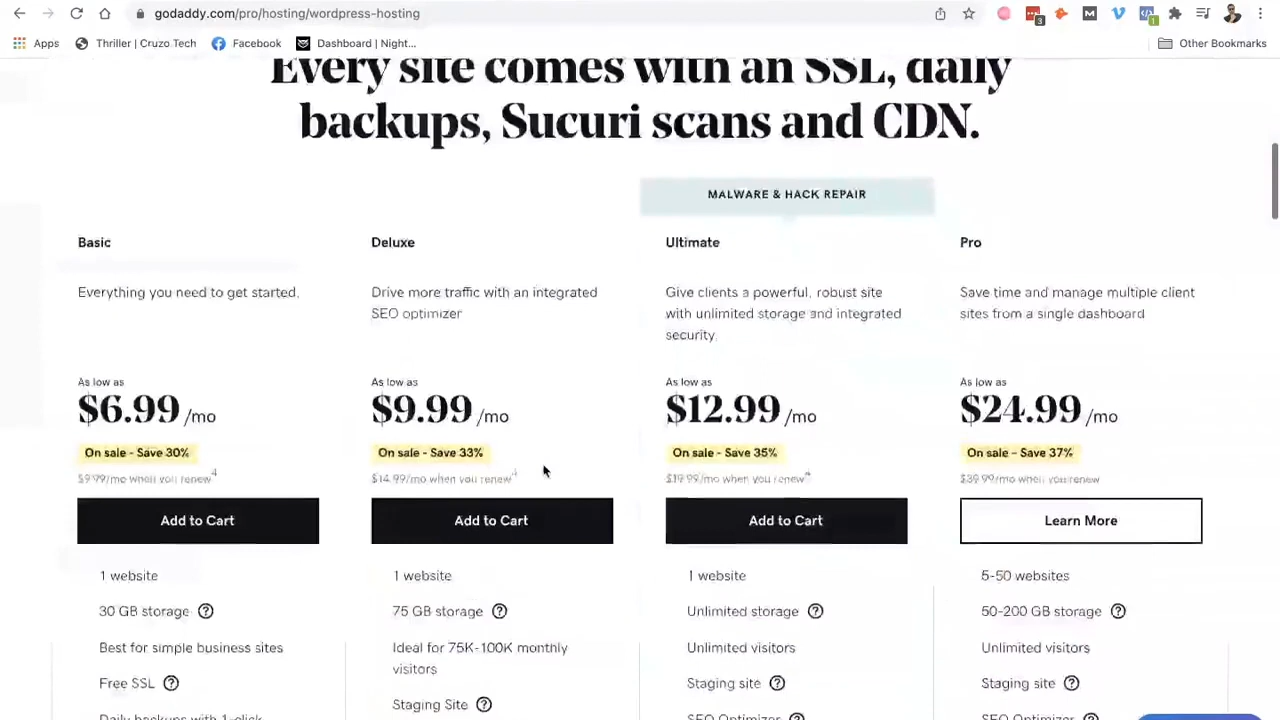 godaddy.com/pro/hosting/wordpress-hosting
3
1
Apps
Thriller | Cruzo Tech
Facebook
Dashboard | Night...
Other Bookmarks
Every site comes with an SSL, daily
backups, Sucuri scans and CDN.
MALWARE & HACK REPAIR
Basic
Everything you need to get started.
As low as
$6.99 /mo
On sale - Save 30%
$9.99/mo when you renew4
Add to Cart
1 website
30 GB storage ?
Best for simple business sites
Free SSL ?
Daily backups with 1-click
Deluxe
Drive more traffic with an integrated
SEO optimizer
As low as
$9.99 /mo
On sale - Save 33%
$14.99/mo when you renew4
Add to Cart
1 website
75 GB storage ?
Ideal for 75K-100K monthly
visitors
Staging Site ?
Ultimate
Give clients a powerful, robust site
with unlimited storage and integrated
security.
As low as
$12.99 /mo
On sale - Save 35%
$19.99/mo when you renew4
Add to Cart
1 website
Unlimited storage ?
Unlimited visitors
Staging site ?
SEO Optimizer ?
Pro
Save time and manage multiple client
sites from a single dashboard
As low as
$24.99 /mo
On sale - Save 37%
$39.99/mo when you renew
Learn More
5-50 websites
50-200 GB storage ?
Unlimited visitors
Staging site ?
SEO Optimizer ?